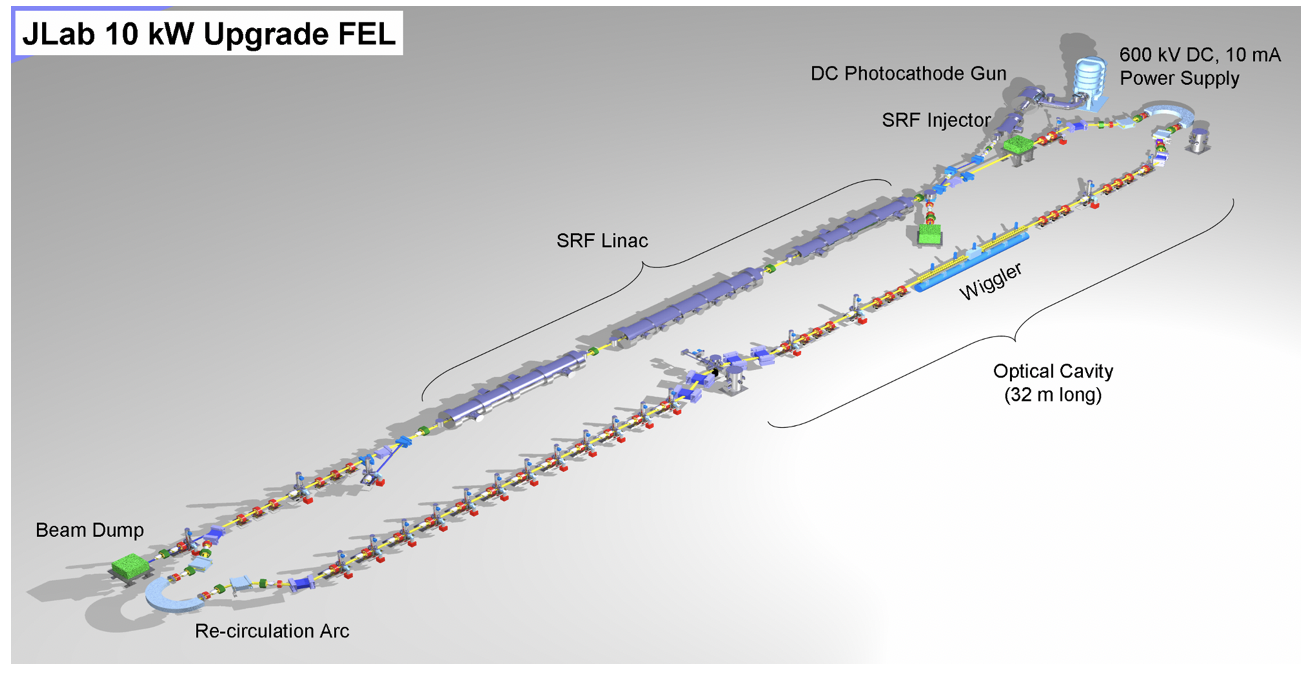 JLab 10 kW Upgrade FEL
600 kV DC, 10 mA
Power Supply
DC Photocathode Gun
SRF Injector
SRF Linac
Wiggler
Optical Cavity
(32 m long)
Beam Dump
Re-circulation Arc